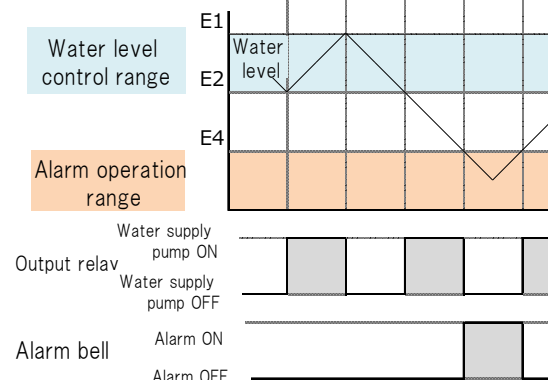 E1
Water level
control range
Water
level
E2
E4
Alarm operation
range
Water supply
pump ON
Output relay
Water supply
pump OFF
Alarm ON
Alarm bell
Alarm OFF